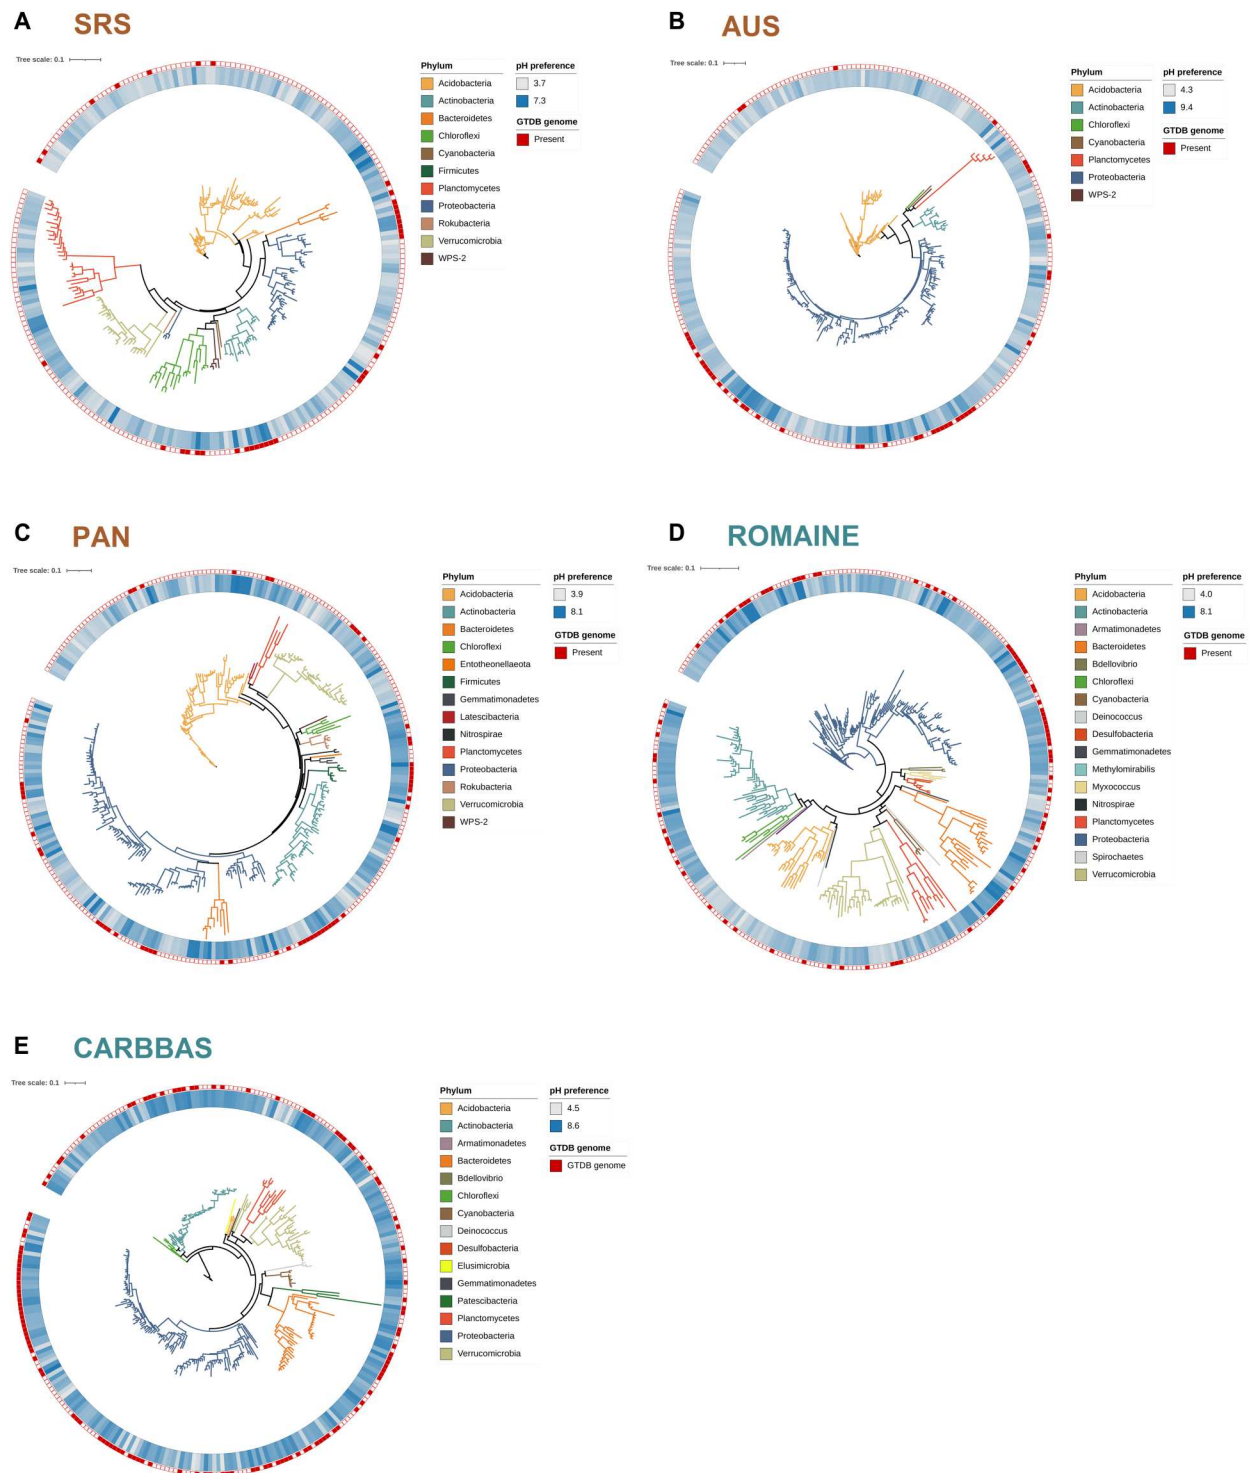 A SRS
Tree scale: 0.1
Phylum
Acidobacteria
Actinobacteria
Bacteroidetes
Chloroflexi
Cyanobacteria
Firmicutes
Planctomycetes
Proteobacteria
Rokubacteria
Verrucomicrobia
WPS-2
pH preference
3.7
7.3
GTDB genome
Present
B AUS
Tree scale: 0.1
Phylum
Acidobacteria
Actinobacteria
Chloroflexi
Cyanobacteria
Planctomycetes
Proteobacteria
WPS-2
pH preference
4.3
9.4
GTDB genome
Present
C PAN
Tree scale: 0.1
Phylum
Acidobacteria
Actinobacteria
Bacteroidetes
Chloroflexi
Entotheonellaeota
Firmicutes
Gemmatimonadetes
Latescibacteria
Nitrospirae
Planctomycetes
Proteobacteria
Rokubacteria
Verrucomicrobia
WPS-2
pH preference
3.9
8.1
GTDB genome
Present
D ROMAINE
Tree scale: 0.1
Phylum
Acidobacteria
Actinobacteria
Armatimonadetes
Bacteroidetes
Bdellovibrio
Chloroflexi
Cyanobacteria
Deinococcus
Desulfobacteria
Gemmatimonadetes
Methylomirabilis
Myxococcus
Nitrospirae
Planctomycetes
Proteobacteria
Spirochaetes
Verrucomicrobia
pH preference
4.0
8.1
GTDB genome
Present
E CARBBAS
Tree scale: 0.1
Phylum
Acidobacteria
Actinobacteria
Armatimonadetes
Bacteroidetes
Bdellovibrio
Chloroflexi
Cyanobacteria
Deinococcus
Desulfobacteria
Elusimicrobia
Gemmatimonadetes
Patescibacteria
Planctomycetes
Proteobacteria
Verrucomicrobia
pH preference
4.5
8.6
GTDB genome
GTDB genome